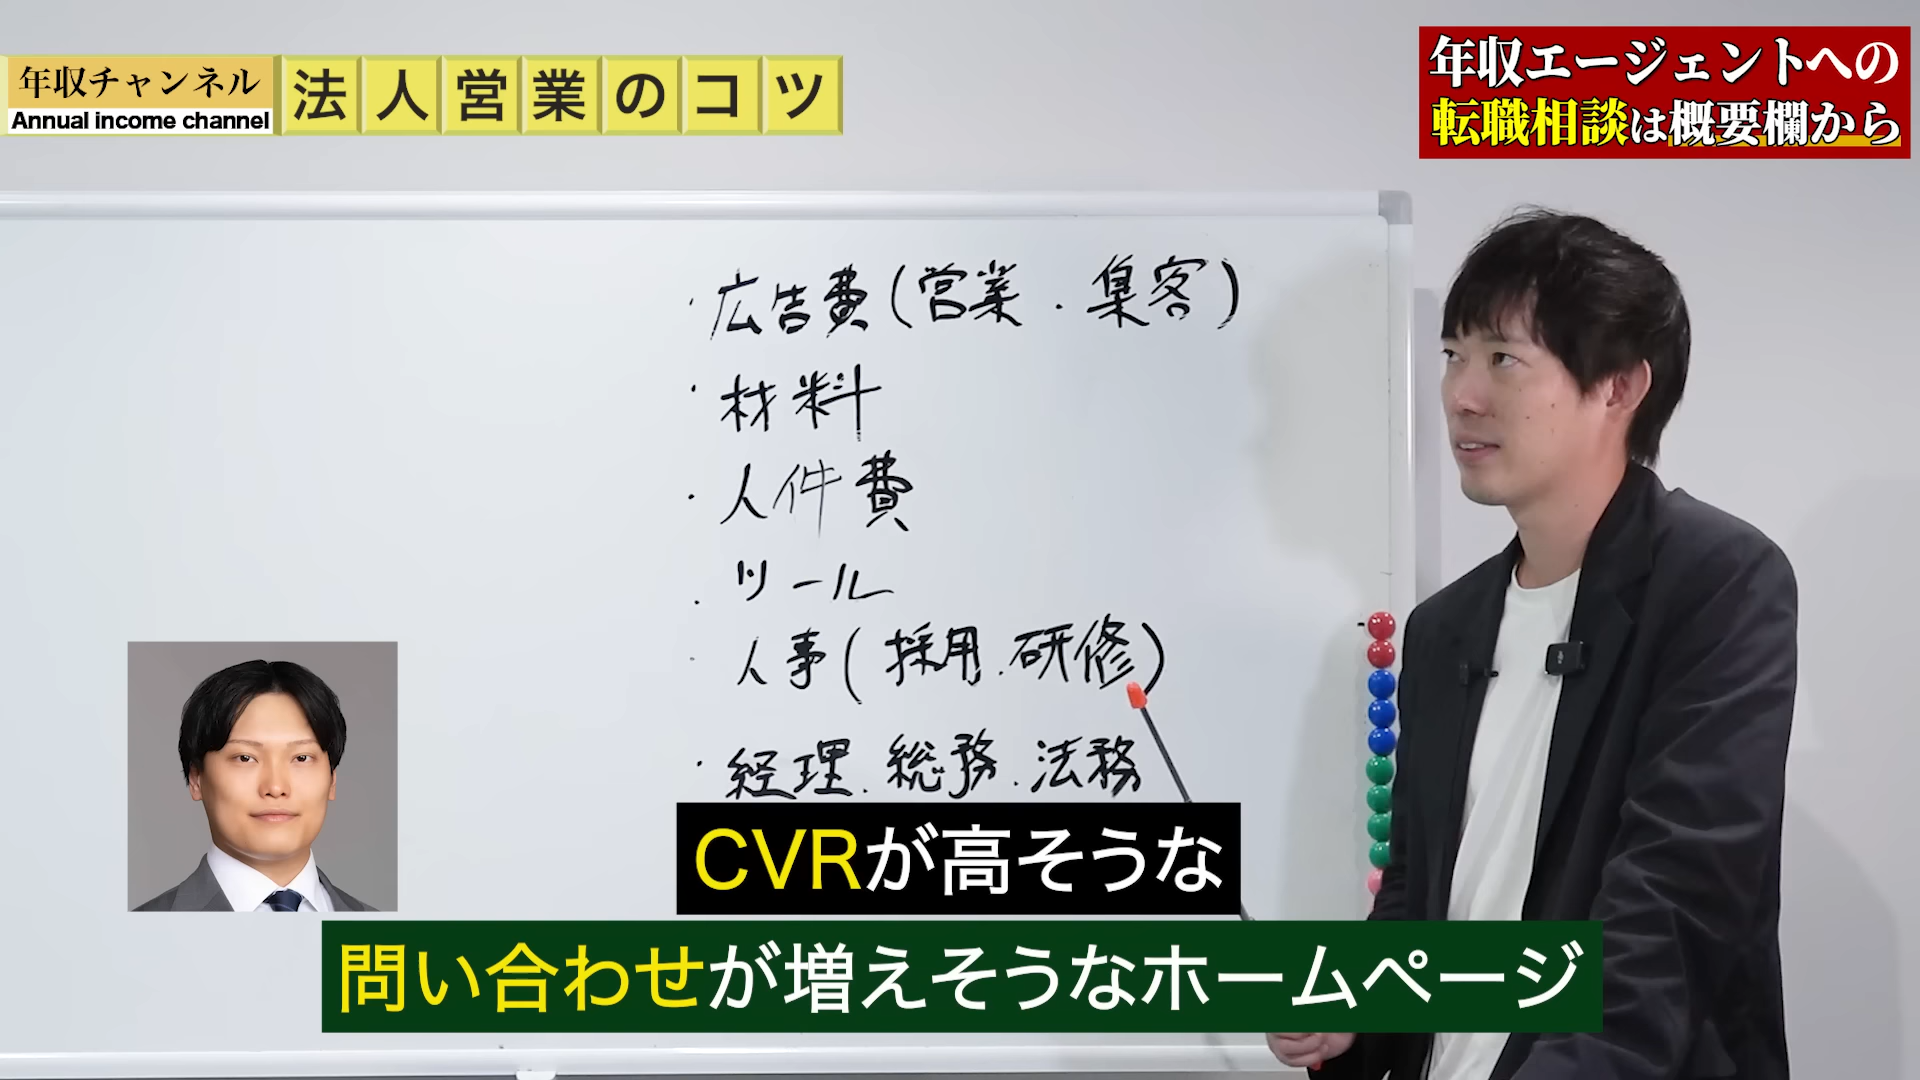 年収チャンネル
Annual income channel
法人営業のコツ
年収エージェントへの
転職相談は概要欄から
・広告費(営業・集客)
・材料
・人件費
・ツール
・人事(採用・研修)
・経理・総務・法務
CVRが高そうな
問い合わせが増えそうなホームページ